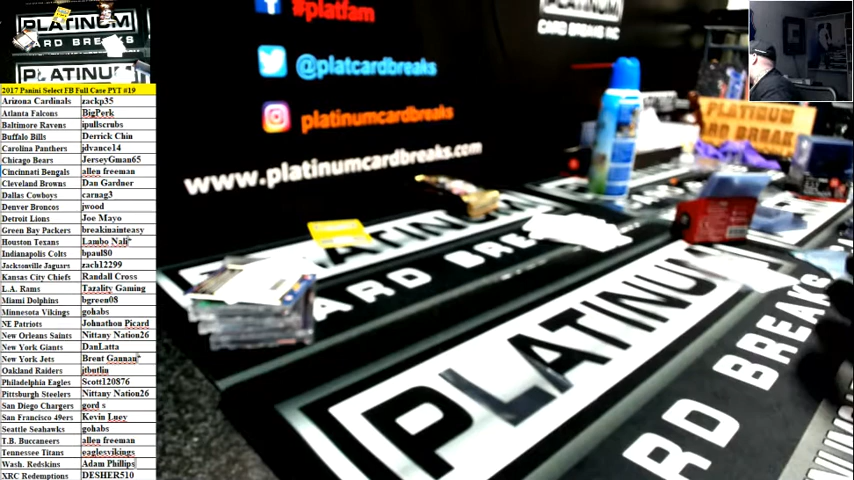 PLATINUM
CARD BREAKS
PLATINUM
2017 Panini Select FB Full Case PYT #19
Arizona Cardinals zackp35
Atlanta Falcons BigPerk
Baltimore Ravens ipullscrubs
Buffalo Bills Derrick Chin
Carolina Panthers jdvance14
Chicago Bears JerseyGman65
Cincinnati Bengals allen freeman
Cleveland Browns Dan Gardner
Dallas Cowboys carnag3
Denver Broncos jwood
Detroit Lions Joe Mayo
Green Bay Packers breakinainteasy
Houston Texans Lambo Nali*
Indianapolis Colts bpaul80
Jacksonville Jaguars zach12299
Kansas City Chiefs Randall Cross
L.A. Rams Tazality Gaming
Miami Dolphins bgreen08
Minnesota Vikings gohabs
NE Patriots Johnathon Picard
New Orleans Saints Nittany Nation26
New York Giants DanLatta
New York Jets Brent Gannan*
Oakland Raiders jtbutlin
Philadelphia Eagles Scott120876
Pittsburgh Steelers Nittany Nation26
San Diego Chargers gord s
San Francisco 49ers Kevin Luey
Seattle Seahawks gohabs
T.B. Buccaneers allen freeman
Tennessee Titans eaglesvikings
Wash. Redskins Adam Phillips
XRC Redemptions DESHER510
#platfam
@platcardbreaks
platinumcardbreaks
www.platinumcardbreaks.com
CARD BREAKS INC
PLATINUM
CARD BREAK
PLATINUM
ARD BRE
PLATINUM
RD BREAKS